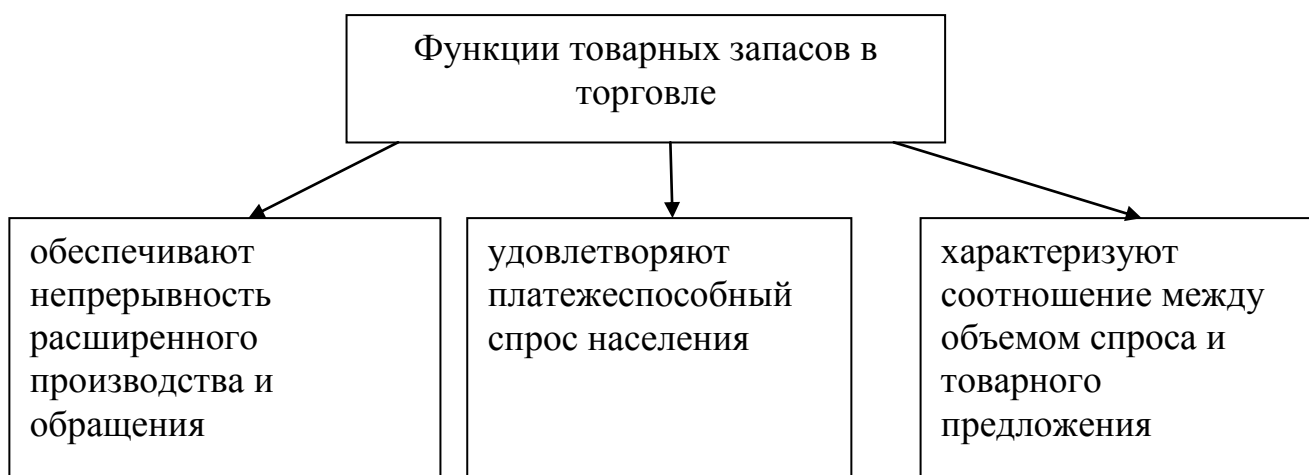 Функции товарных запасов в
торговле
обеспечивают
непрерывность
расширенного
производства и
обращения
удовлетворяют
платежеспособный
спрос населения
характеризуют
соотношение между
объемом спроса и
товарного
предложения